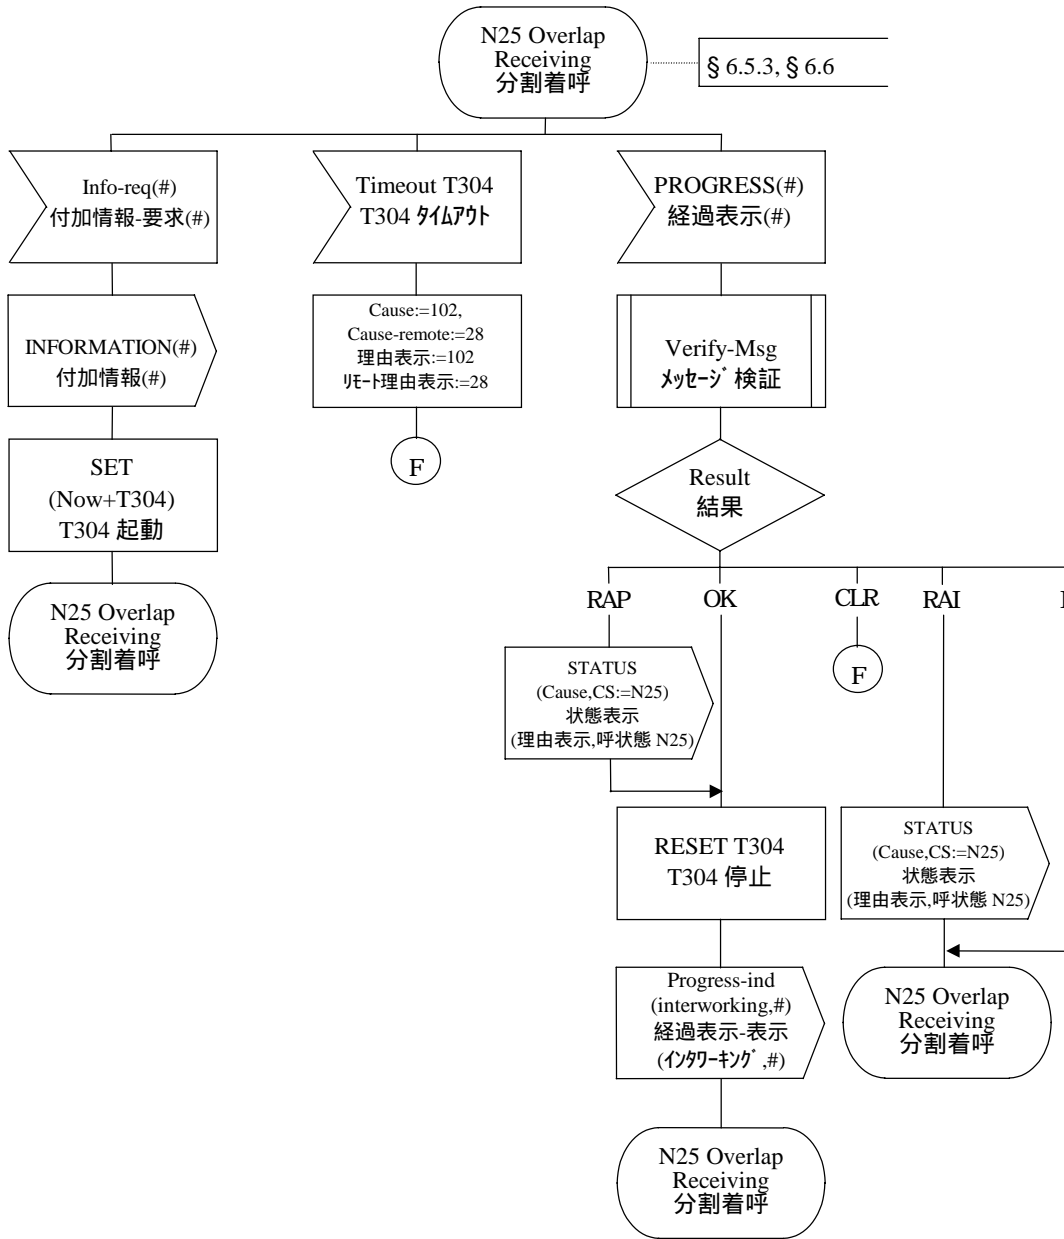 N25 Overlap
Receiving
分割着呼
§ 6.5.3, § 6.6
Info-req(#)
付加情報-要求(#)
INFORMATION(#)
付加情報(#)
SET
(Now+T304)
T304 起動
N25 Overlap
Receiving
分割着呼
Timeout T304
T304 ﾀｲﾑｱｳﾄ
Cause:=102,
Cause-remote:=28
理由表示:=102
ﾘﾓｰﾄ理由表示:=28
F
PROGRESS(#)
経過表示(#)
Verify-Msg
ﾒｯｾｰｼﾞ検証
Result
結果
RAP
OK
CLR
RAI
STATUS
(Cause,CS:=N25)
状態表示
(理由表示,呼状態 N25)
F
RESET T304
T304 停止
STATUS
(Cause,CS:=N25)
状態表示
(理由表示,呼状態 N25)
Progress-ind
(interworking,#)
経過表示-表示
(ｲﾝﾀﾜｰｷﾝｸﾞ,#)
N25 Overlap
Receiving
分割着呼
N25 Overlap
Receiving
分割着呼